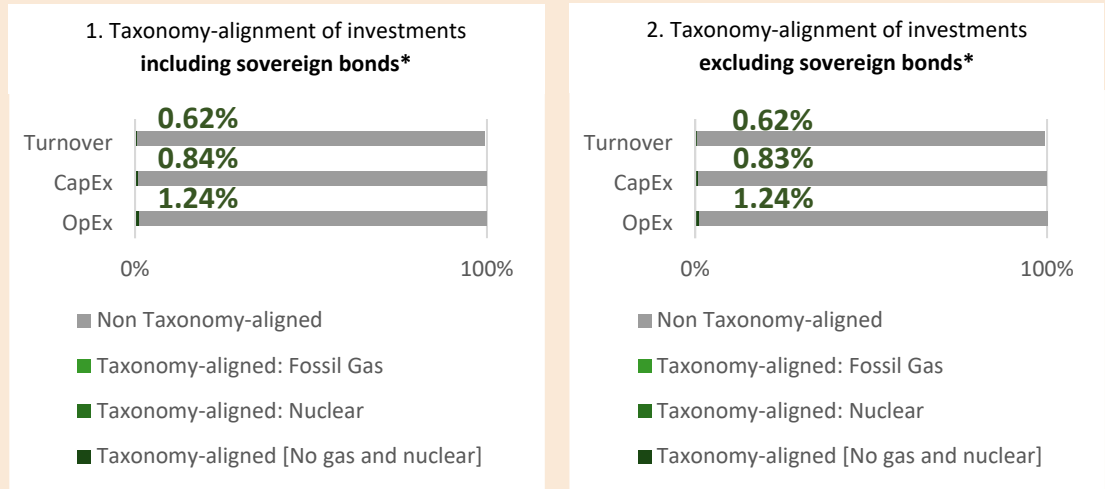 1. Taxonomy-alignment of investments
including sovereign bonds*
0.62%
Turnover
0.84%
CapEx
1.24%
OpEx
0%
100%
Non Taxonomy-aligned
Taxonomy-aligned: Fossil Gas
Taxonomy-aligned: Nuclear
Taxonomy-aligned [No gas and nuclear]
2. Taxonomy-alignment of investments
excluding sovereign bonds*
0.62%
Turnover
0.83%
CapEx
1.24%
OpEx
0%
100%
Non Taxonomy-aligned
Taxonomy-aligned: Fossil Gas
Taxonomy-aligned: Nuclear
Taxonomy-aligned [No gas and nuclear]